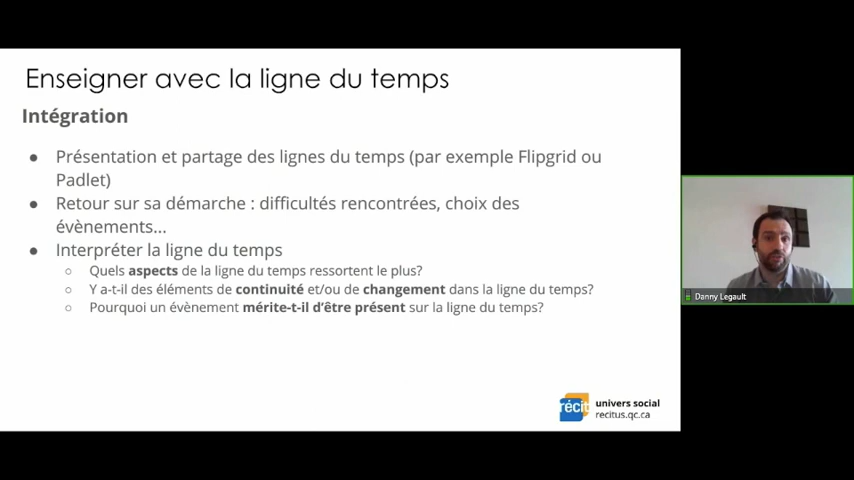 Enseigner avec la ligne du temps
Intégration
● Présentation et partage des lignes du temps (par exemple Flipgrid ou
Padlet)
● Retour sur sa démarche : difficultés rencontrées, choix des
évènements...
● Interpréter la ligne du temps
○ Quels aspects de la ligne du temps ressortent le plus?
○ Y a-t-il des éléments de continuité et/ou de changement dans la ligne du temps?
○ Pourquoi un évènement mérite-t-il d'être présent sur la ligne du temps?
Danny Legault
récit
univers social
recitus.qc.ca